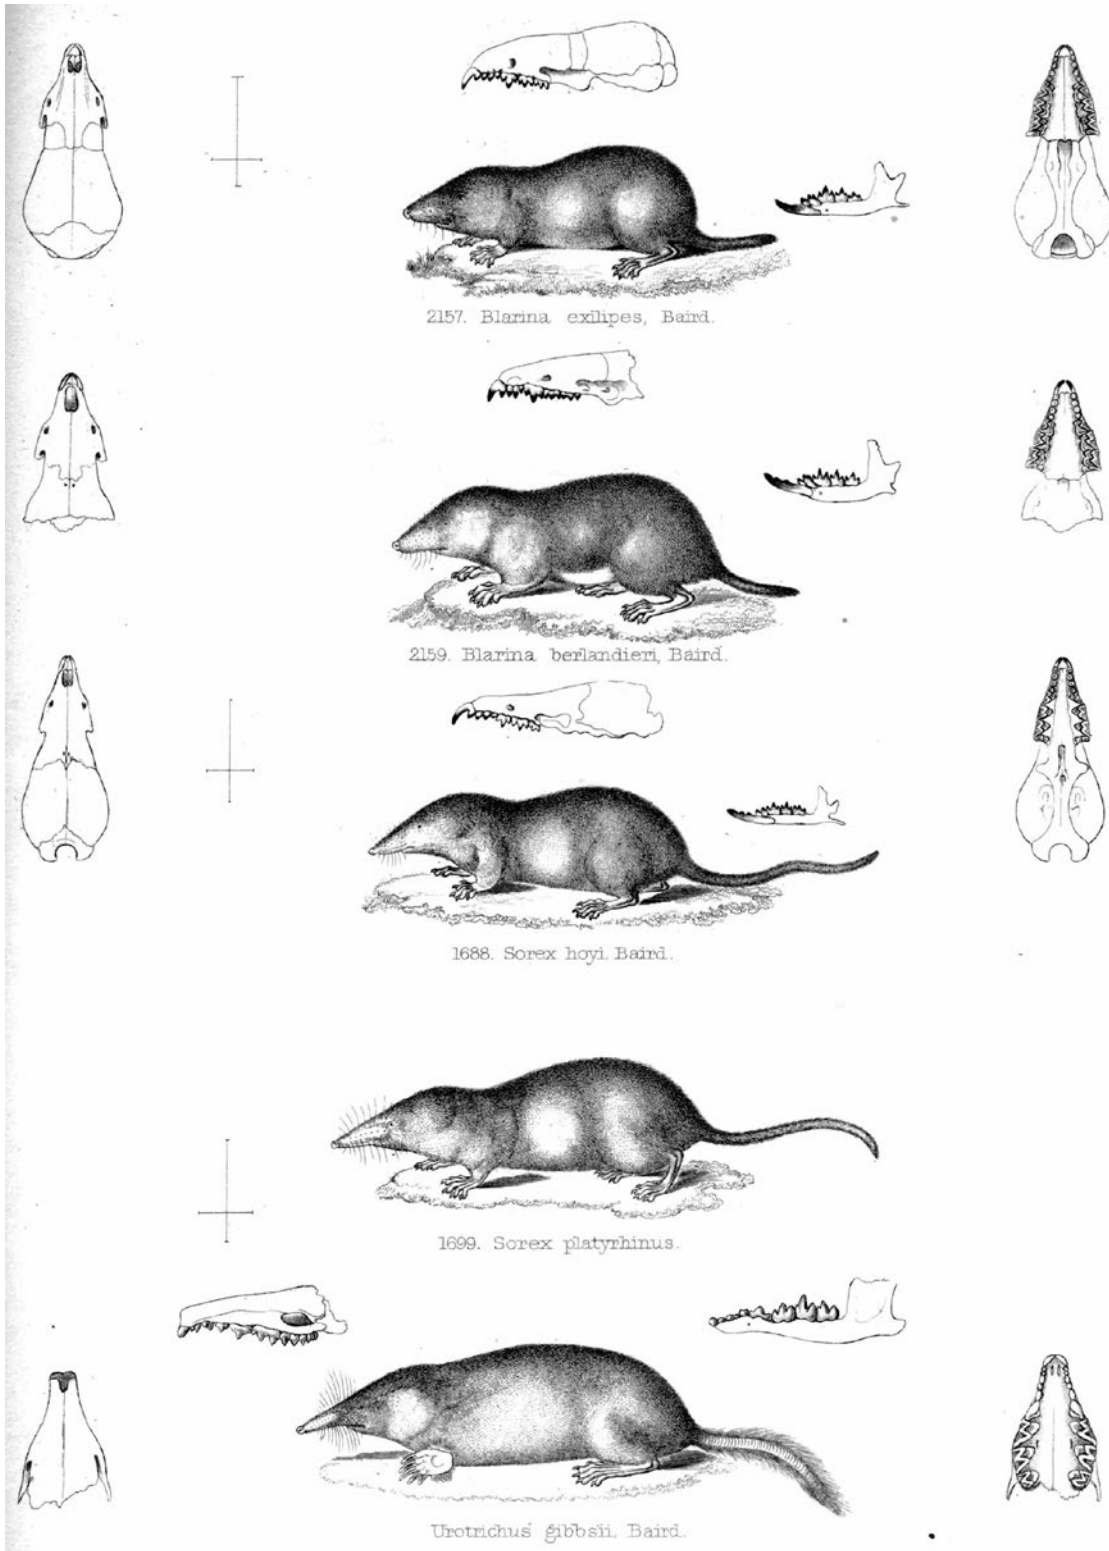 2157. Blarina exilipes, Baird.
2159. Blarina berlandieri, Baird.
1688. Sorex hoyi. Baird.
1699. Sorex platyrhinus.
Urotrichus gibbsii. Baird.